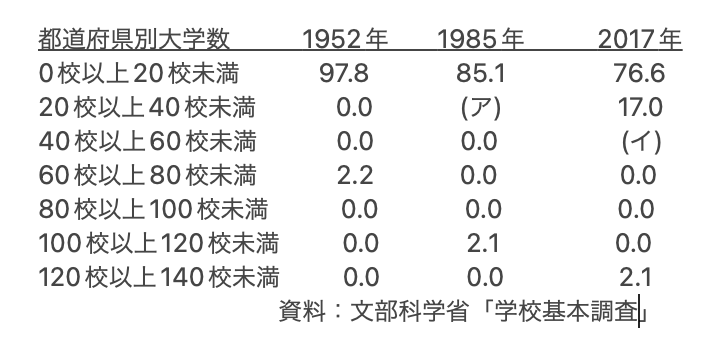 都道府県別大学数 1952年 1985年 2017年
0校以上20校未満 97.8 85.1 76.6
20校以上40校未満 0.0 (ア) 17.0
40校以上60校未満 0.0 0.0 (イ)
60校以上80校未満 2.2 0.0 0.0
80校以上100校未満 0.0 0.0 0.0
100校以上120校未満 0.0 2.1 0.0
120校以上140校未満 0.0 0.0 2.1
資料：文部科学省「学校基本調査」